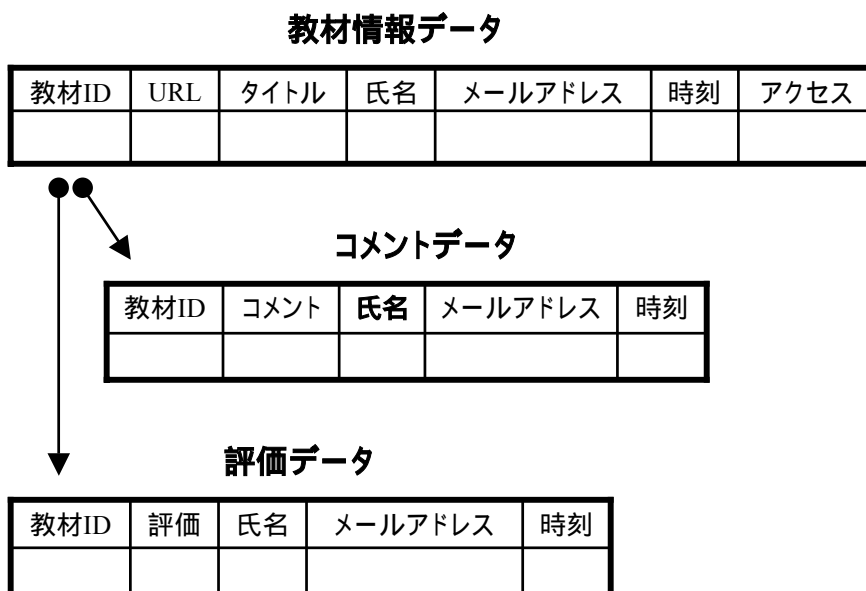 教材情報データ
教材ID URL タイトル 氏名 メールアドレス 時刻 アクセス
コメントデータ
教材ID コメント 氏名 メールアドレス 時刻
評価データ
教材ID 評価 氏名 メールアドレス 時刻